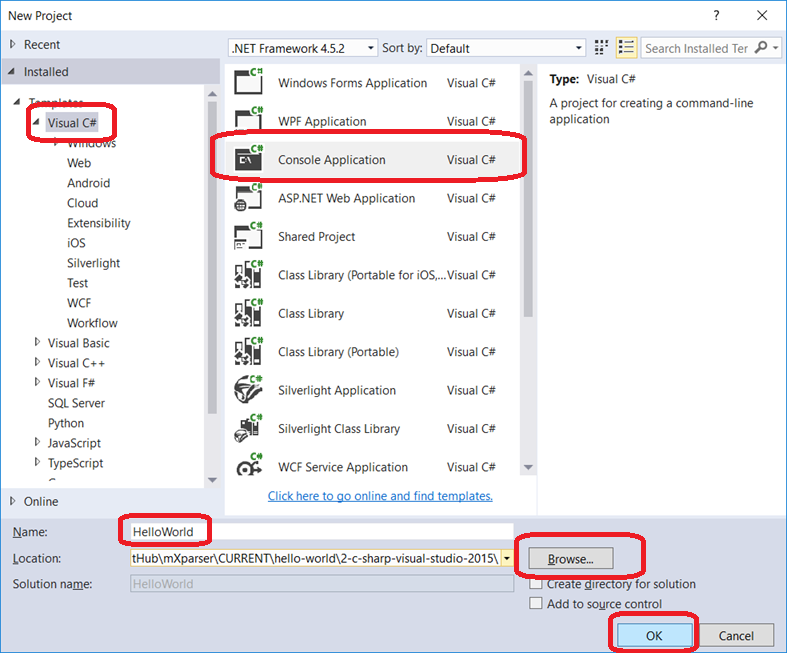 New Project
?
Recent
Installed
Templates
Visual C#
Windows
Web
Android
Cloud
Extensibility
iOS
Silverlight
Test
WCF
Workflow
Visual Basic
Visual C++
Visual F#
SQL Server
Python
JavaScript
TypeScript
Online
.NET Framework 4.5.2
Sort by:
Default
Search Installed Ter
Windows Forms Application Visual C#
WPF Application Visual C#
Console Application Visual C#
ASP.NET Web Application Visual C#
Shared Project Visual C#
Class Library (Portable for iOS,... Visual C#
Class Library Visual C#
Class Library (Portable) Visual C#
Silverlight Application Visual C#
Silverlight Class Library Visual C#
WCF Service Application Visual C#
Click here to go online and find templates.
Type: Visual C#
A project for creating a command-line
application
Name: HelloWorld
Location: tHub\mXparser\CURRENT\hello-world\2-c-sharp-visual-studio-2015\
Browse...
Solution name: HelloWorld
Create directory for solution
Add to source control
OK
Cancel